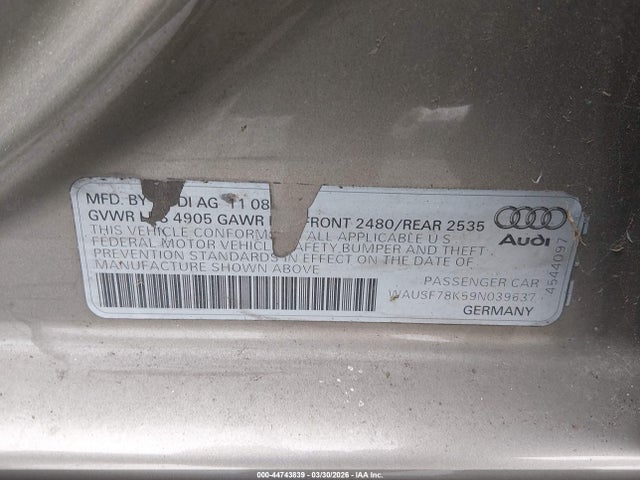 MFD. BY DI AG 11 08
GVWR 4905 GAWR FRONT 2480/REAR 2535
THIS VEHICLE CONFORMS ALL APPLICABLE U S
FEDERAL MOTOR VEHICLE SAFETY BUMPER AND THEFT
PREVENTION STANDARDS IN EFFECT ON THE DATE OF
MANUFACTURE SHOWN ABOVE
Audi
PASSENGER CAR
WAUSF78K59N039637
GERMANY
4544097
000-44743839 - 03/30/2026 - IAA Inc.